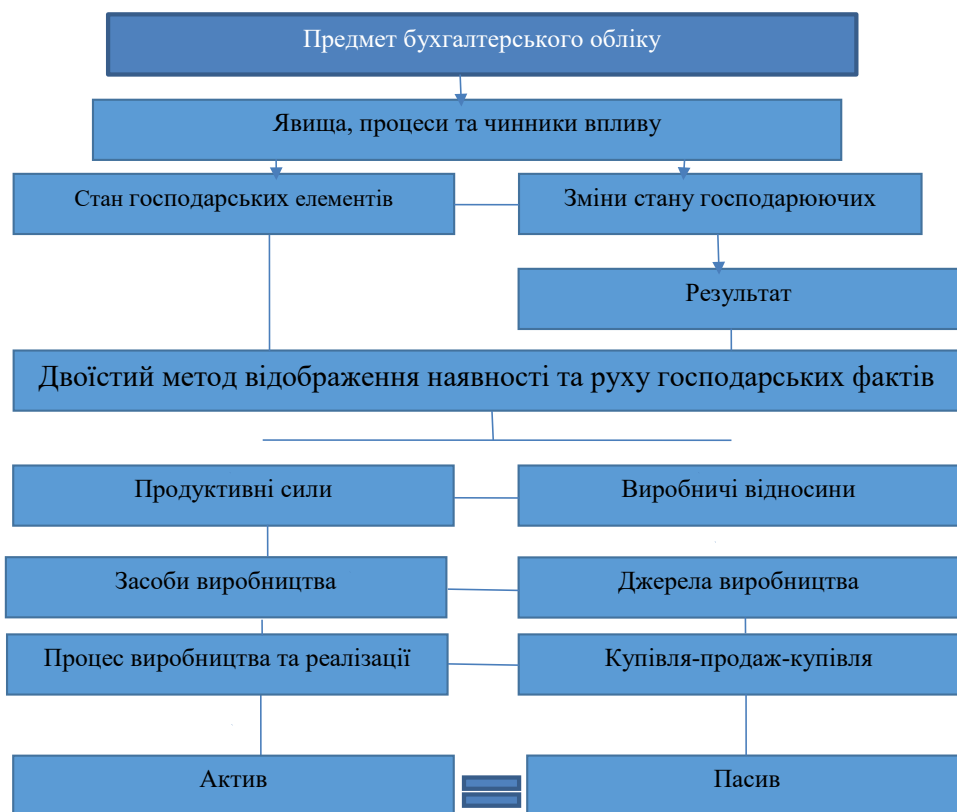 Предмет бухгалтерського обліку
Явища, процеси та чинники впливу
Стан господарських елементів
Зміни стану господарюючих
Результат
Двоїстий метод відображення наявності та руху господарських фактів
Продуктивні сили
Виробничі відносини
Засоби виробництва
Джерела виробництва
Процес виробництва та реалізації
Купівля-продаж-купівля
Актив
Пасив